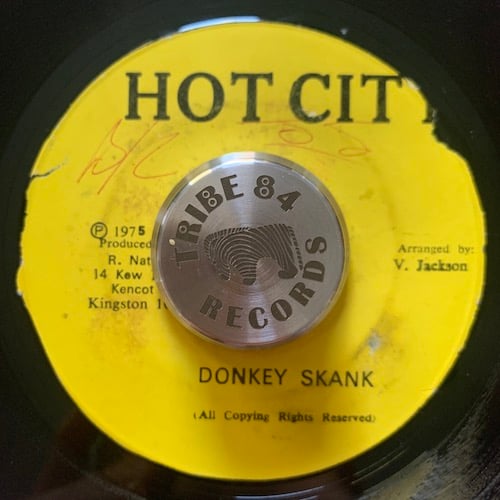 HOT CIT
Ⓟ 1975
Produced
R. Nat
14 Kew
Kencot
Kingston 1
Arranged by:
V. Jackson
TRIBE 84
RECORDS
DONKEY SKANK
(All Copying Rights Reserved)